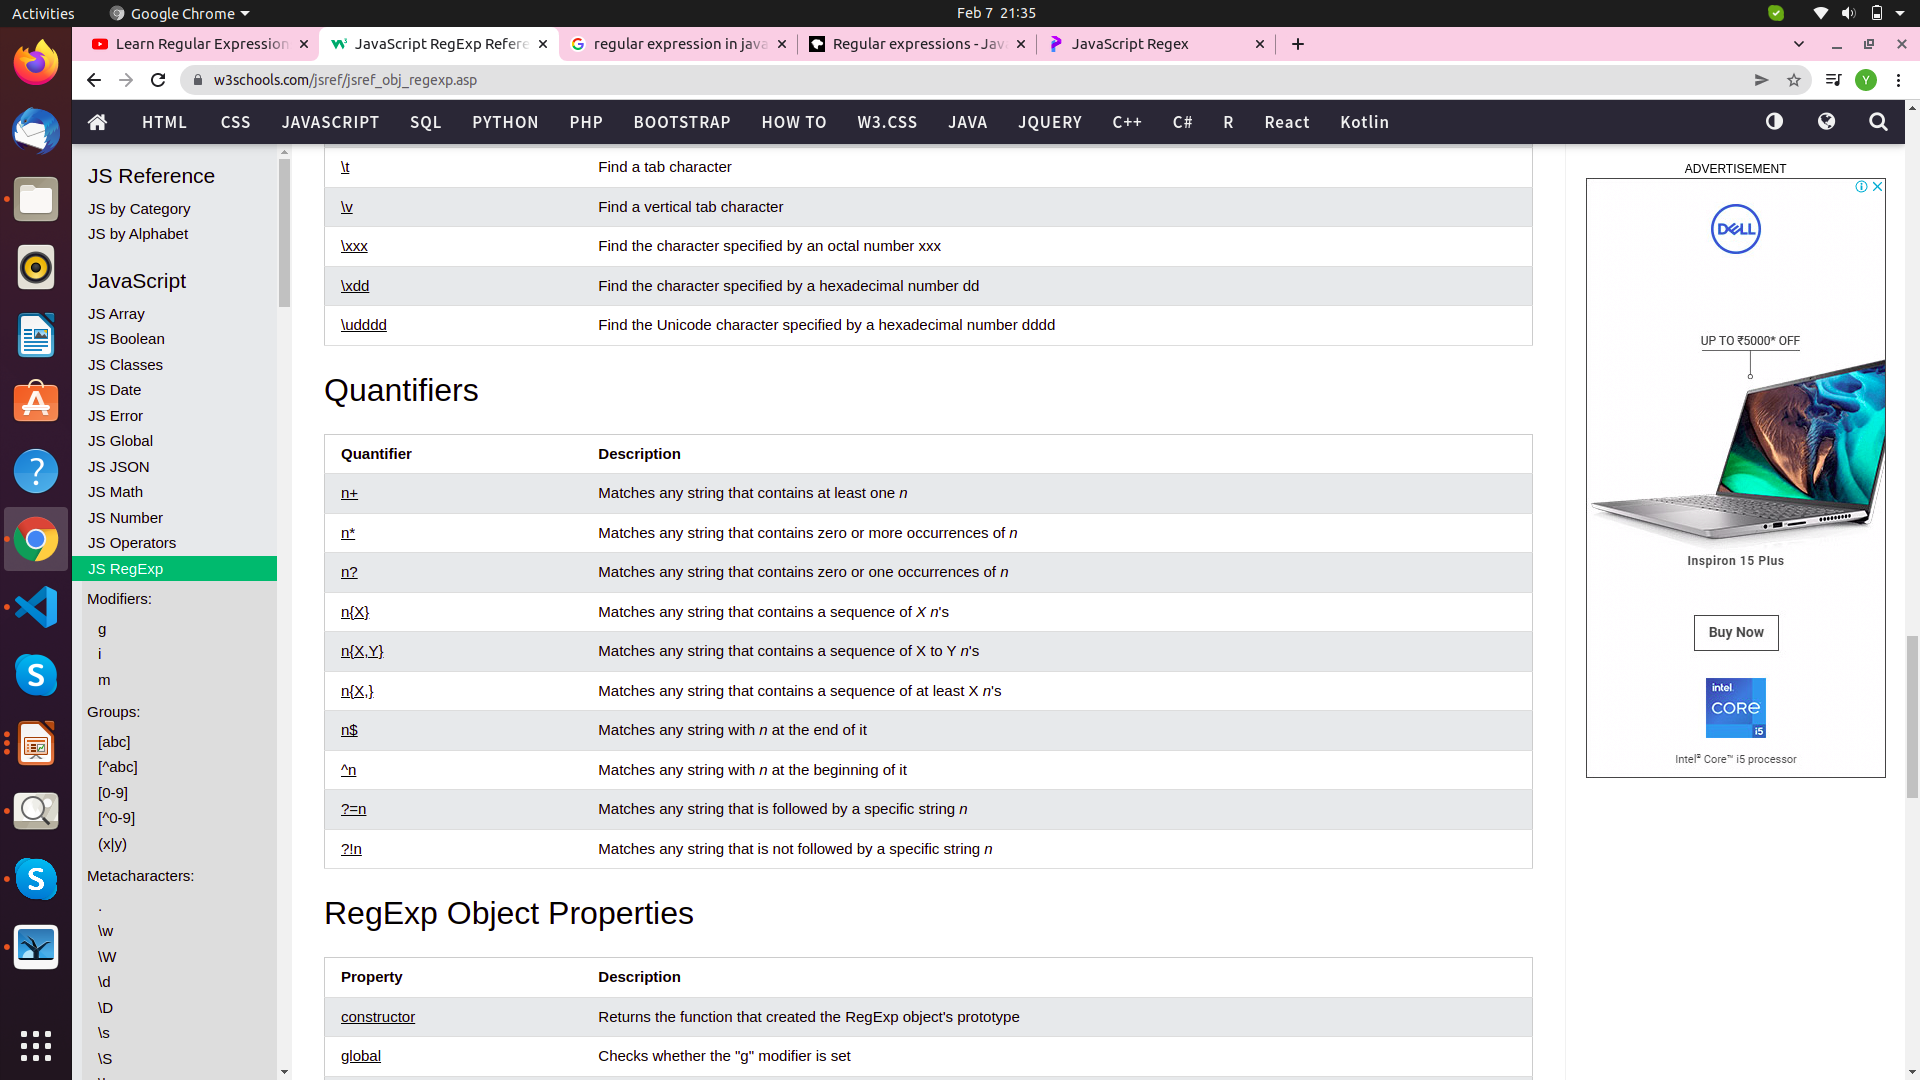 Activities
Google Chrome
Feb 7 21:35
Learn Regular Expression
JavaScript RegExp Refere
regular expression in java
Regular expressions - Jav
JavaScript Regex
w3schools.com/jsref/jsref_obj_regexp.asp
Y
HTML CSS JAVASCRIPT SQL PYTHON PHP BOOTSTRAP HOW TO W3.CSS JAVA JQUERY C++ C# R React Kotlin
JS Reference
JS by Category
JS by Alphabet
JavaScript
JS Array
JS Boolean
JS Classes
JS Date
JS Error
JS Global
JS JSON
JS Math
JS Number
JS Operators
JS RegExp
Modifiers:
g
i
m
Groups:
[abc]
[^abc]
[0-9]
[^0-9]
(x|y)
Metacharacters:
.
\w
\W
\d
\D
\s
\S
\t Find a tab character
\v Find a vertical tab character
\xxx Find the character specified by an octal number xxx
\xdd Find the character specified by a hexadecimal number dd
\udddd Find the Unicode character specified by a hexadecimal number dddd
Quantifiers
Quantifier Description
n+ Matches any string that contains at least one n
n* Matches any string that contains zero or more occurrences of n
n? Matches any string that contains zero or one occurrences of n
n{X} Matches any string that contains a sequence of X n's
n{X,Y} Matches any string that contains a sequence of X to Y n's
n{X,} Matches any string that contains a sequence of at least X n's
n$ Matches any string with n at the end of it
^n Matches any string with n at the beginning of it
?=n Matches any string that is followed by a specific string n
?!n Matches any string that is not followed by a specific string n
RegExp Object Properties
Property Description
constructor Returns the function that created the RegExp object's prototype
global Checks whether the "g" modifier is set
ADVERTISEMENT
DELL
UP TO ₹5000* OFF
Inspiron 15 Plus
Buy Now
intel.
CORE
i5
Intel® Core™ i5 processor